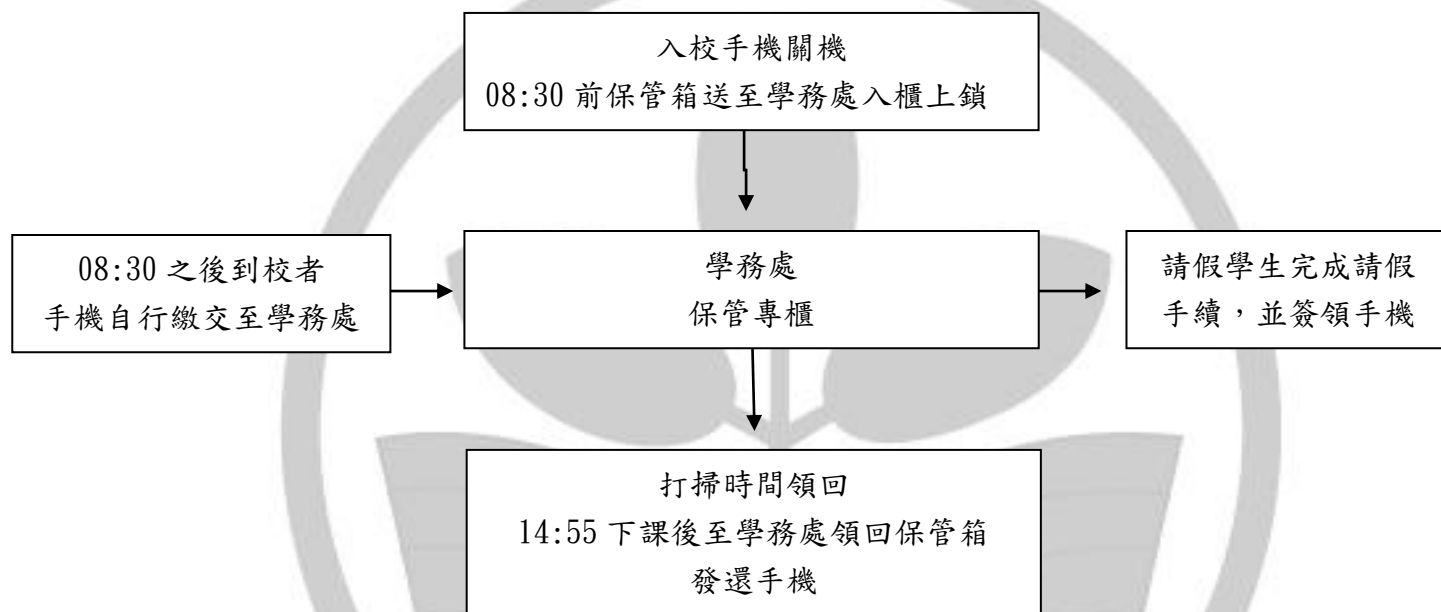 入校手機關機
08:30 前保管箱送至學務處入櫃上鎖
08:30 之後到校者
手機自行繳交至學務處
學務處
保管專櫃
請假學生完成請假
手續，並簽領手機
打掃時間領回
14:55 下課後至學務處領回保管箱
發還手機